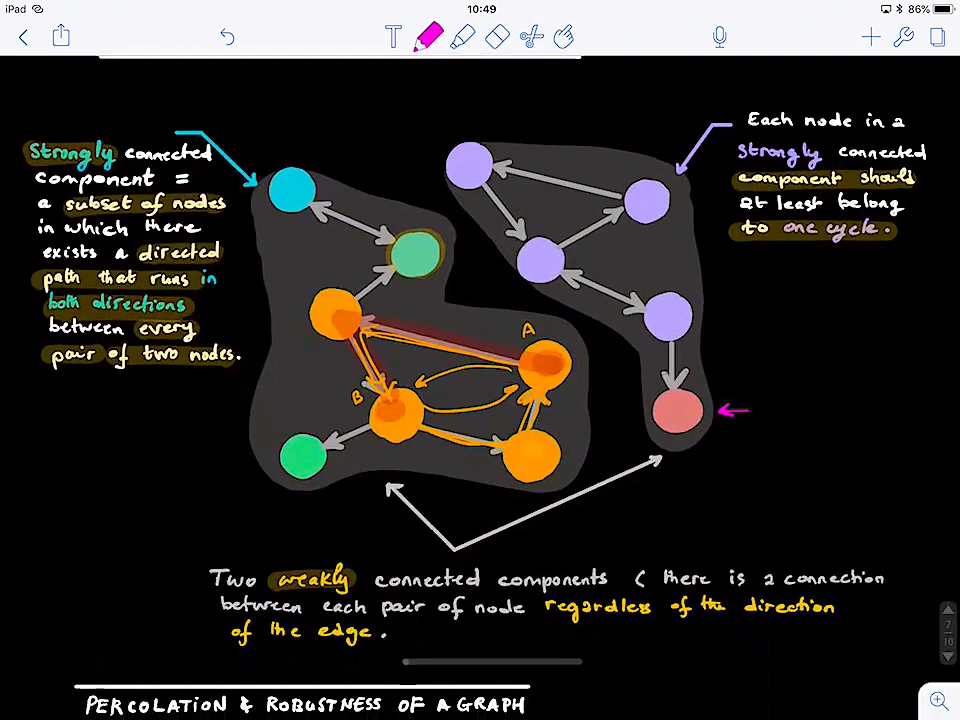 iPad
10:49
86%
T
Strongly connected
component =
a subset of nodes
in which there
exists a directed
path that runs in
both directions
between every
pair of two nodes.
Each node in a
strongly connected
component should
at least belong
to one cycle.
A
B
Two weakly connected components ( there is a connection
between each pair of node regardless of the direction
of the edge.
PERCOLATION & ROBUSTNESS OF A GRAPH
7
10